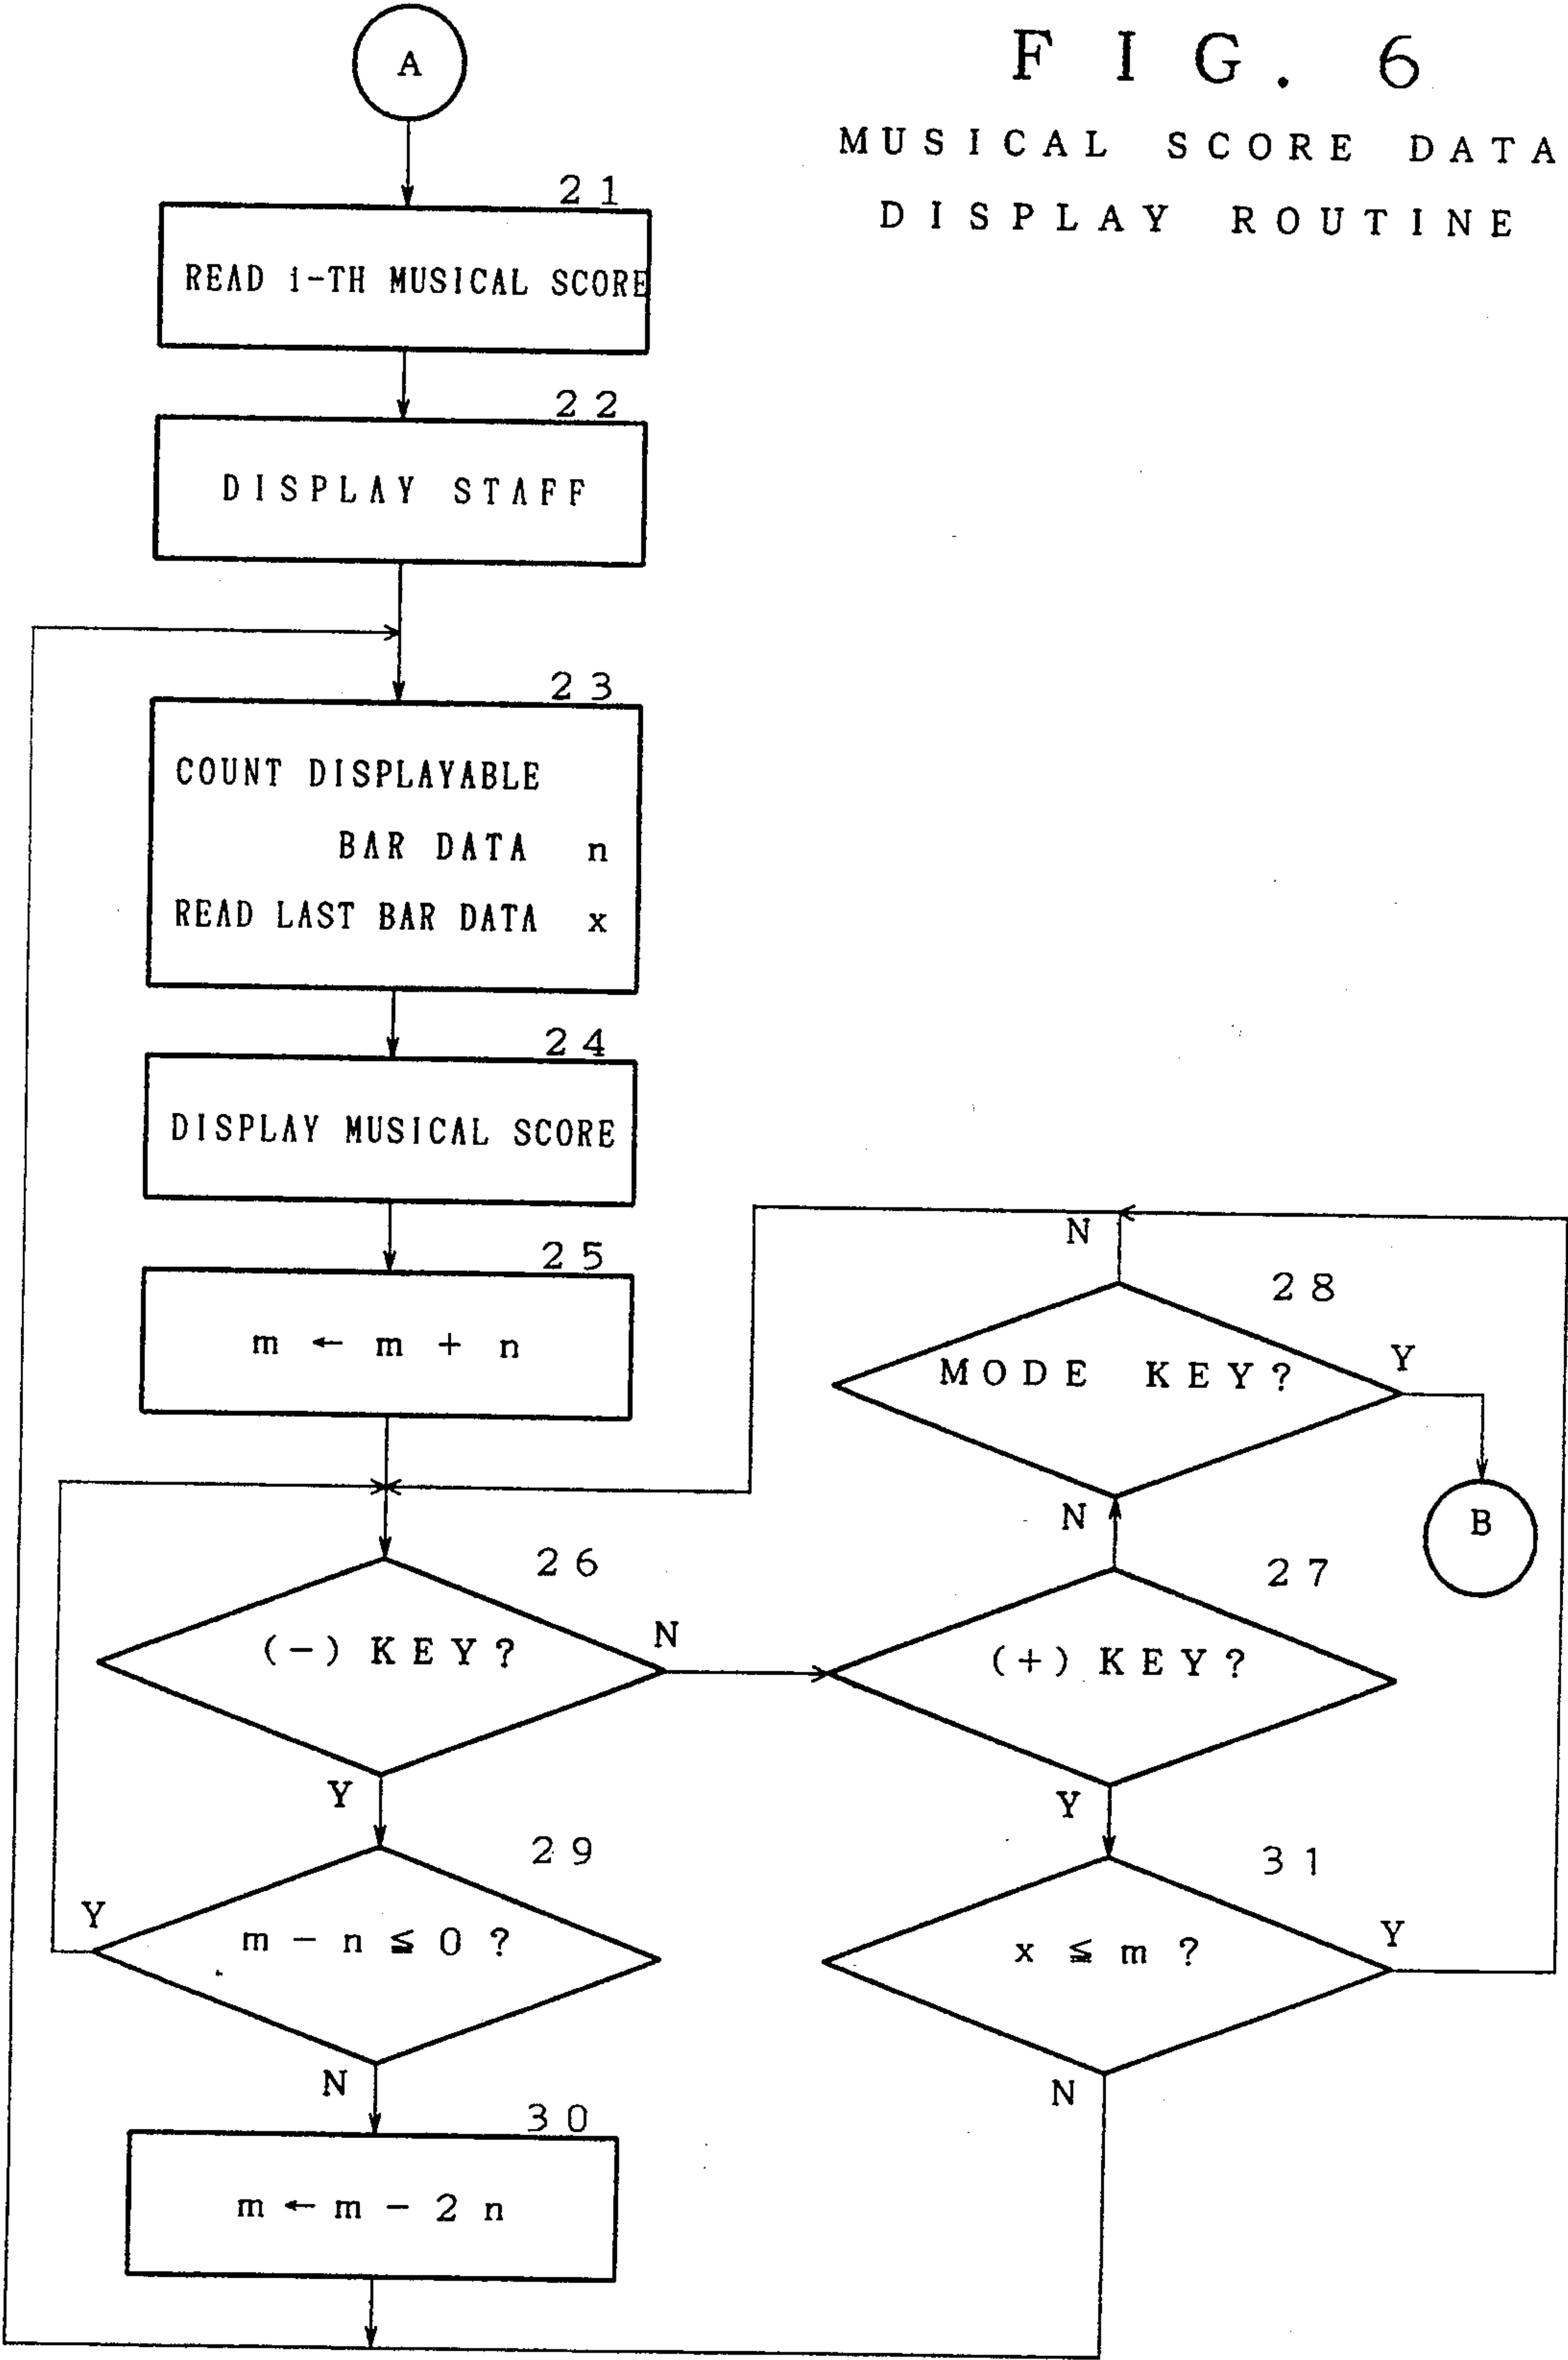 A
FIG. 6
MUSICAL SCORE DATA
DISPLAY ROUTINE
21
READ i-TH MUSICAL SCORE
22
DISPLAY STAFF
23
COUNT DISPLAYABLE
BAR DATA n
READ LAST BAR DATA x
24
DISPLAY MUSICAL SCORE
25
m ← m + n
N
28
MODE KEY?
Y
B
N
26
(-) KEY?
N
27
(+) KEY?
Y
Y
29
Y
m - n ≦ 0 ?
N
31
x ≦ m ?
Y
N
30
m ← m - 2 n